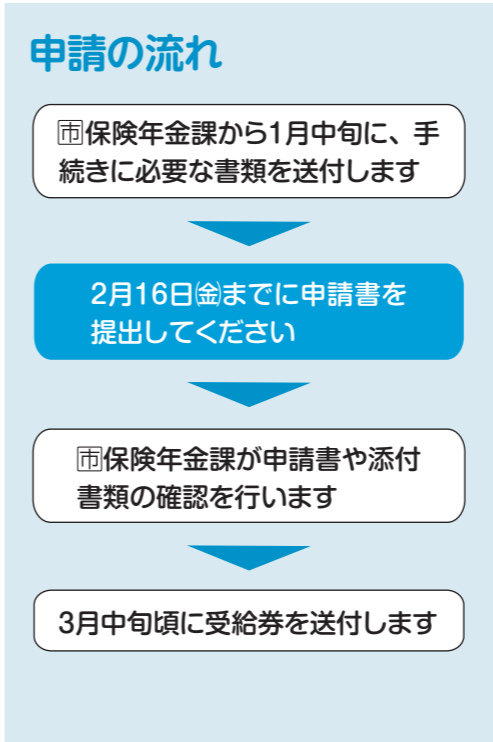 申請の流れ
市保険年金課から1月中旬に、手
続きに必要な書類を送付します
2月16日㈮までに申請書を
提出してください
市保険年金課が申請書や添付
書類の確認を行います
3月中旬頃に受給券を送付します